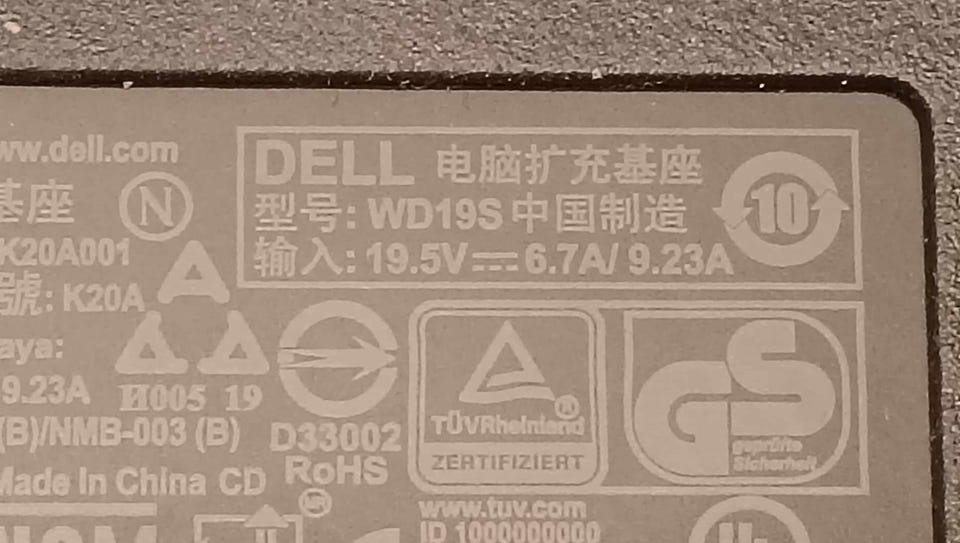 www.dell.com
DELL 电脑扩充基座
基座 N
型号: WD19S 中国制造
10
K20A001
输入: 19.5V⎓6.7A/ 9.23A
號: K20A
aya:
9.23A
И005 19
(B)/NMB-003 (B)
D33002
RoHS
TÜVRheinland®
ZERTIFIZIERT
GS
geprüfte
Sicherheit
Made In China CD
www.tuv.com
ID 1000000000